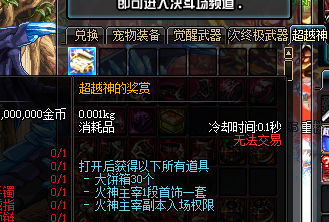 即可进入决斗场频道.
兑换 宠物装备 觉醒武器 次终极武器 超越神
超越神的奖赏
,000,000金币
0.001kg
消耗品 冷却时间:0.1秒
无法交易
0/1
打开后获得以下所有道具
0/1
- 大饼箱30个
0/1
- 火神主宰1段首饰一套
0/1
- 火神主宰副本入场权限
0/1